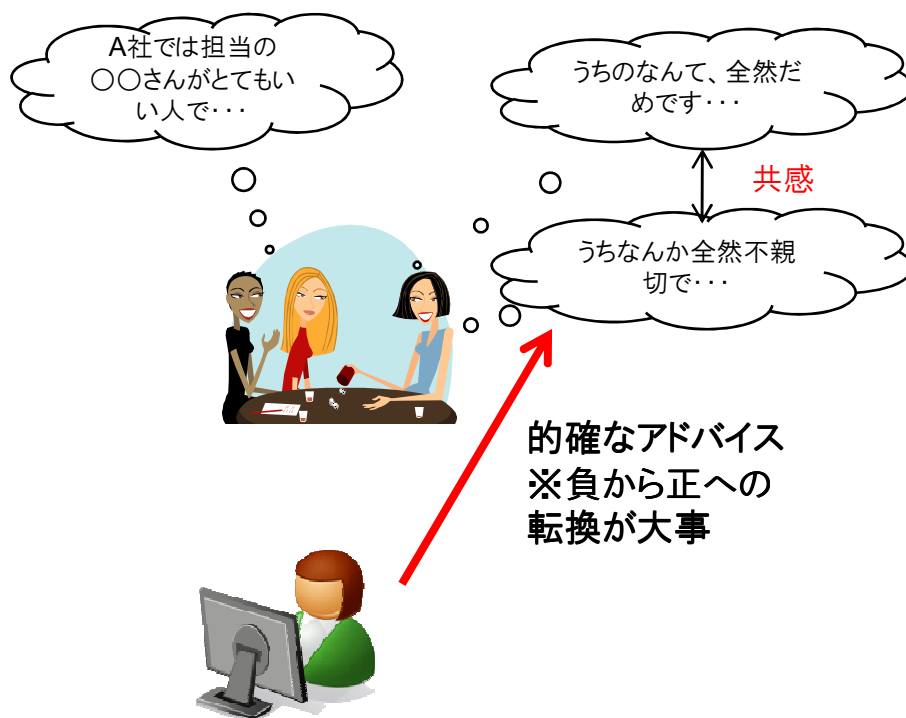 A社では担当の
〇〇さんがとてもい
い人で・・・
うちのなんて、全然だ
めです・・・
共感
うちなんか全然不親
切で・・・
的確なアドバイス
※負から正への
転換が大事